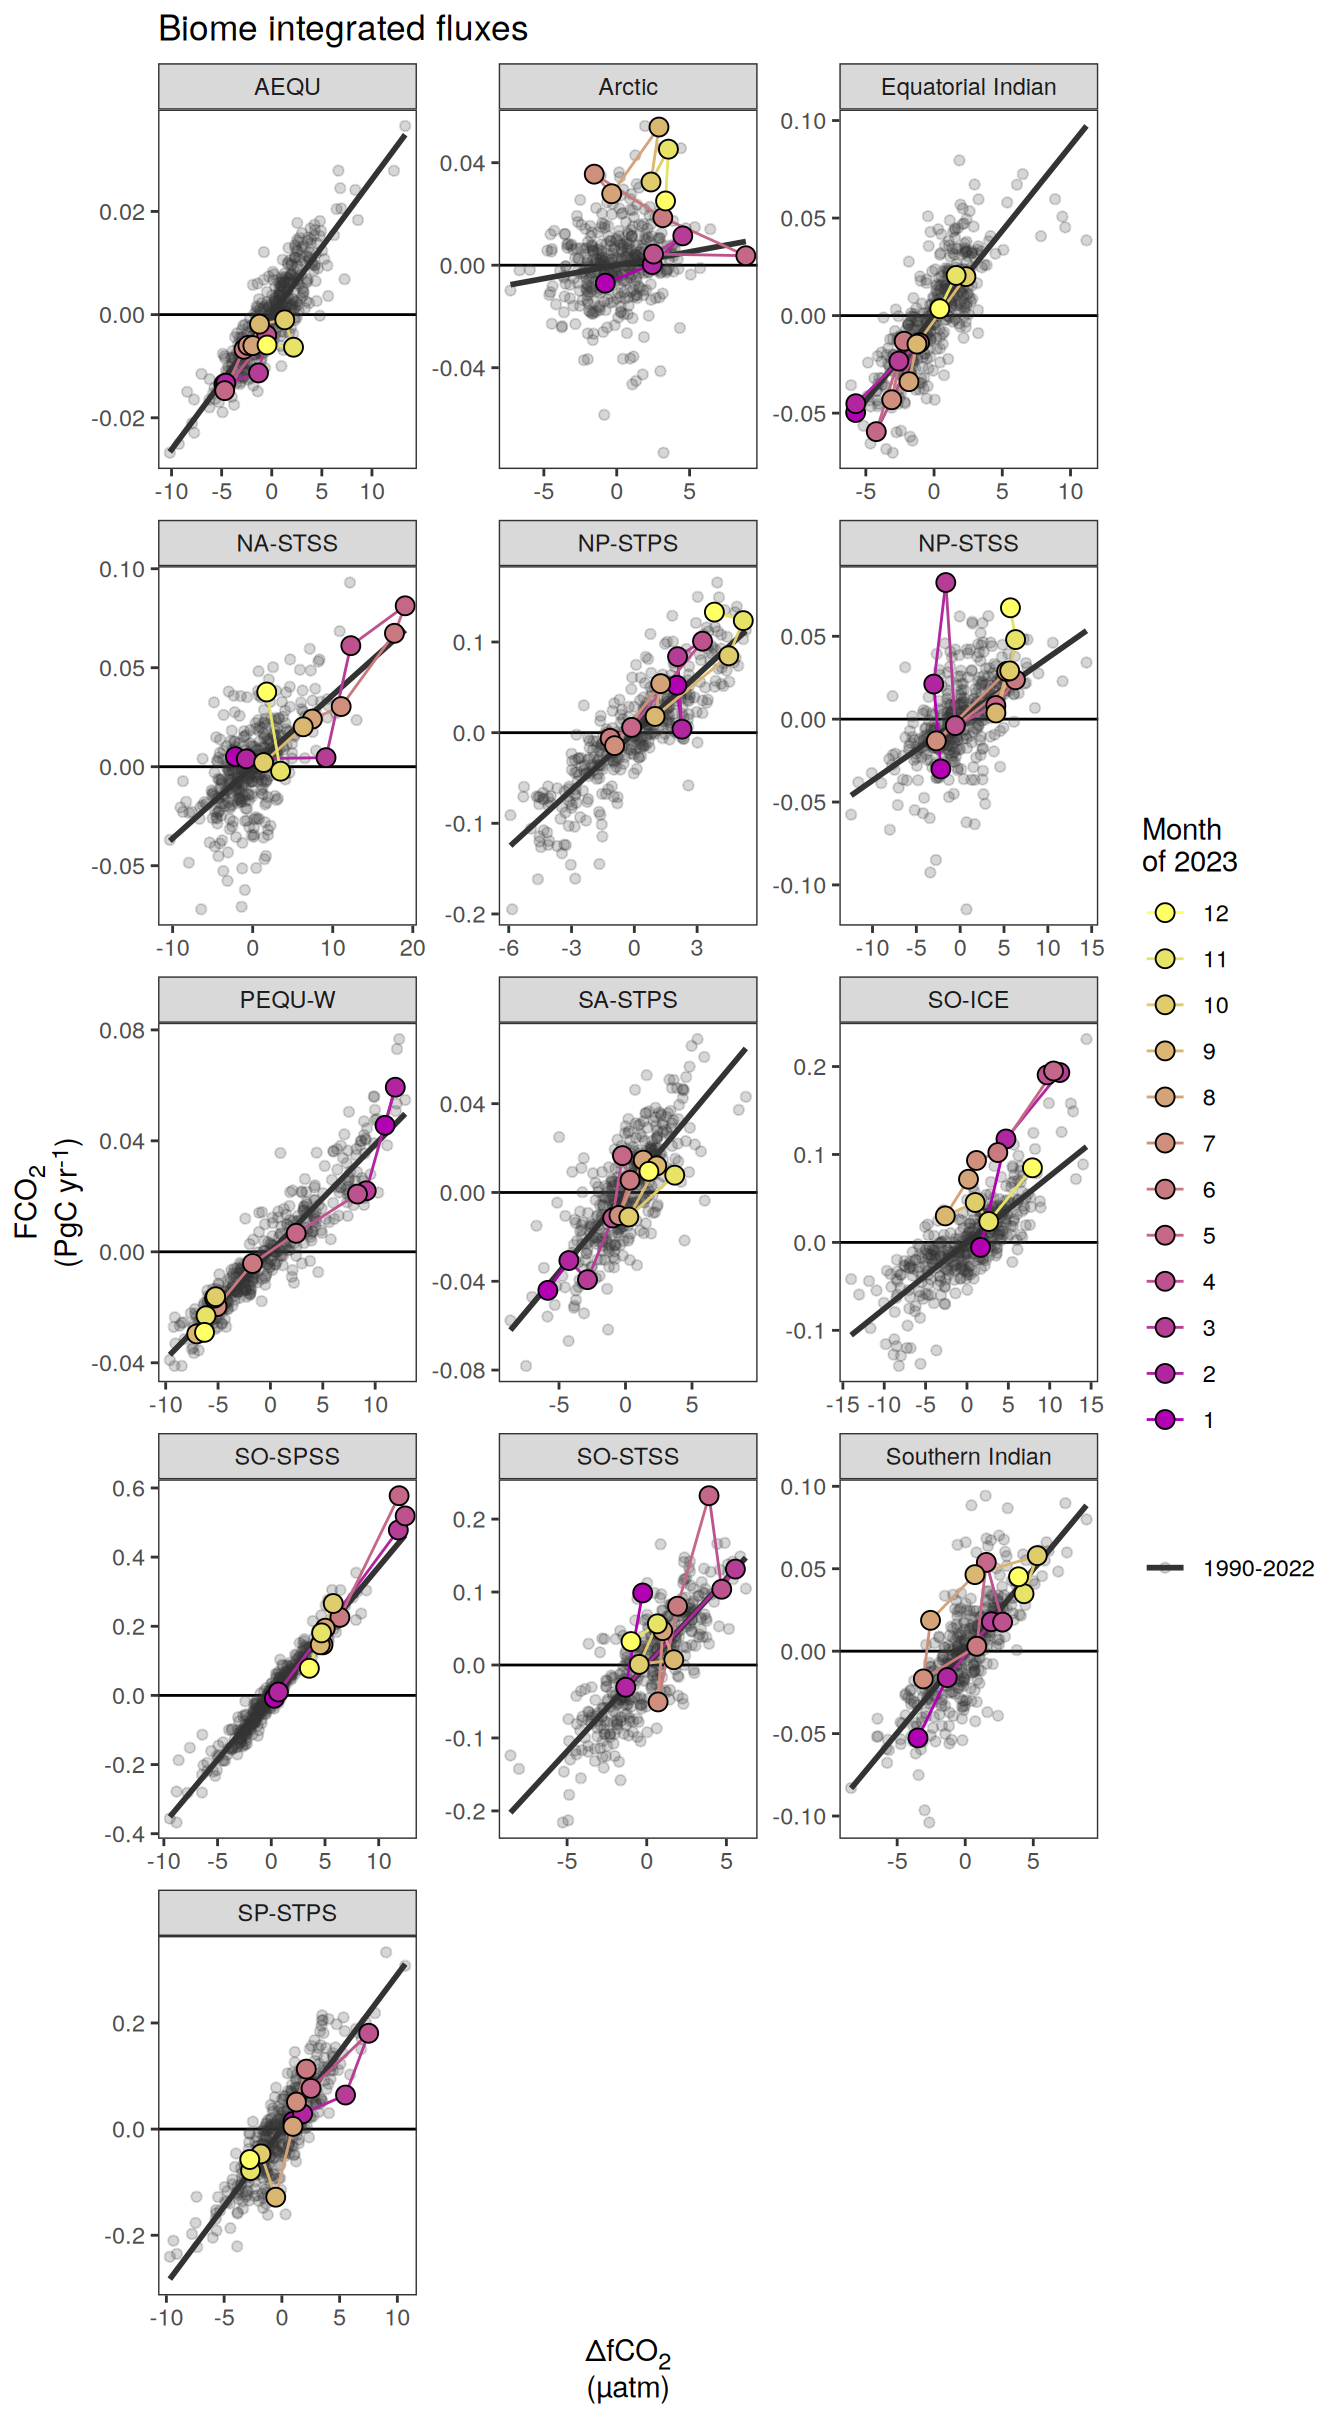 Biome integrated fluxes
AEQU
Arctic
Equatorial Indian
0.02
0.00
-0.02
-10 -5 0 5 10
0.04
0.00
-0.04
-5 0 5
0.10
0.05
0.00
-0.05
-5 0 5 10
NA-STSS
NP-STPS
NP-STSS
0.10
0.05
0.00
-0.05
-10 0 10 20
0.1
0.0
-0.1
-0.2
-6 -3 0 3
0.05
0.00
-0.05
-0.10
-10 -5 0 5 10 15
PEQU-W
SA-STPS
SO-ICE
0.08
0.04
0.00
-0.04
-10 -5 0 5 10
0.04
0.00
-0.04
-0.08
-5 0 5
0.2
0.1
0.0
-0.1
-15 -10 -5 0 5 10 15
SO-SPSS
SO-STSS
Southern Indian
0.6
0.4
0.2
0.0
-0.2
-0.4
-10 -5 0 5 10
0.2
0.1
0.0
-0.1
-0.2
-5 0 5
0.10
0.05
0.00
-0.05
-0.10
-5 0 5
SP-STPS
0.2
0.0
-0.2
-10 -5 0 5 10
FCO₂
(PgC yr⁻¹)
ΔfCO₂
(µatm)
Month
of 2023
12
11
10
9
8
7
6
5
4
3
2
1
1990-2022